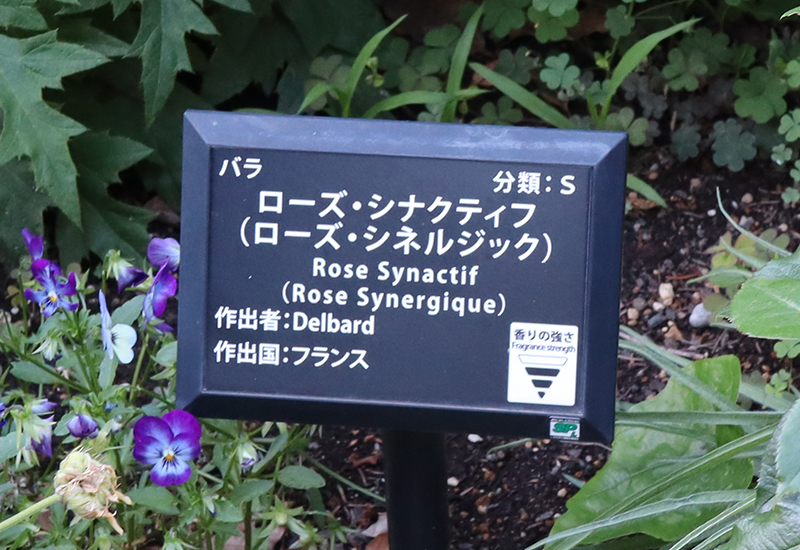 バラ
分類：S
ローズ・シナクティフ
（ローズ・シネルジック）
Rose Synactif
(Rose Synergique)
作出者：Delbard
作出国：フランス
香りの強さ
Fragrance strength